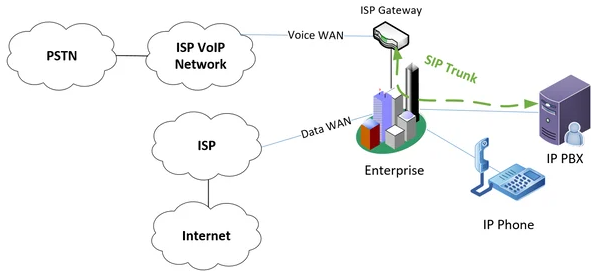 ISP Gateway
Voice WAN
PSTN
ISP VoIP
Network
SIP Trunk
Data WAN
ISP
Enterprise
IP PBX
IP Phone
Internet